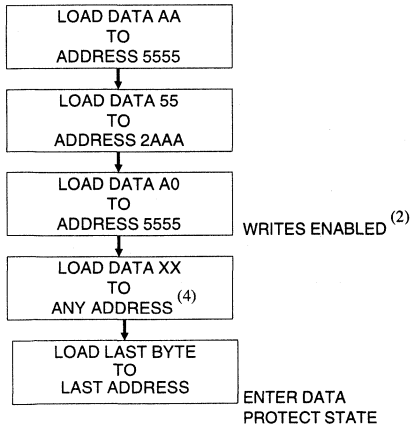 LOAD DATA AA
TO
ADDRESS 5555
LOAD DATA 55
TO
ADDRESS 2AAA
LOAD DATA A0
TO
ADDRESS 5555
WRITES ENABLED (2)
LOAD DATA XX
TO
ANY ADDRESS (4)
LOAD LAST BYTE
TO
LAST ADDRESS
ENTER DATA
PROTECT STATE